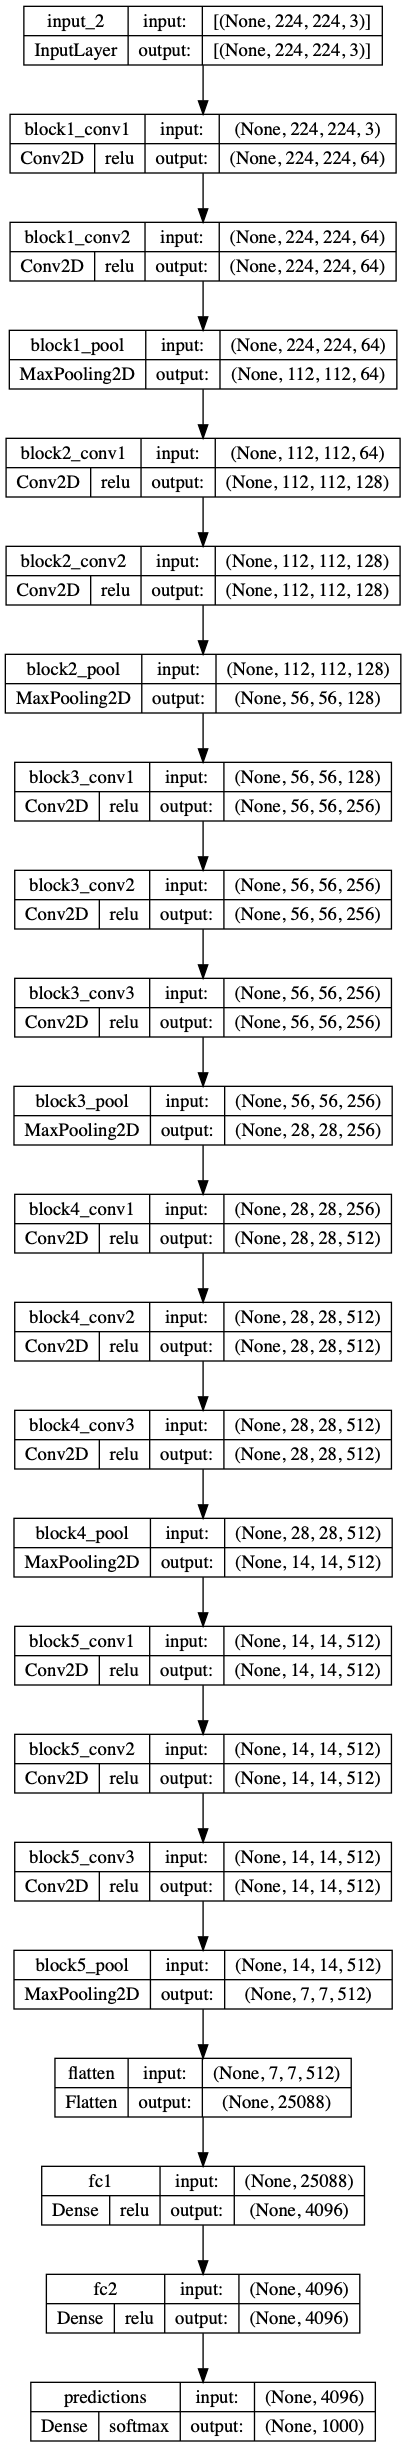 input_2 input: [(None, 224, 224, 3)]
InputLayer output: [(None, 224, 224, 3)]
block1_conv1 input: (None, 224, 224, 3)
Conv2D relu output: (None, 224, 224, 64)
block1_conv2 input: (None, 224, 224, 64)
Conv2D relu output: (None, 224, 224, 64)
block1_pool input: (None, 224, 224, 64)
MaxPooling2D output: (None, 112, 112, 64)
block2_conv1 input: (None, 112, 112, 64)
Conv2D relu output: (None, 112, 112, 128)
block2_conv2 input: (None, 112, 112, 128)
Conv2D relu output: (None, 112, 112, 128)
block2_pool input: (None, 112, 112, 128)
MaxPooling2D output: (None, 56, 56, 128)
block3_conv1 input: (None, 56, 56, 128)
Conv2D relu output: (None, 56, 56, 256)
block3_conv2 input: (None, 56, 56, 256)
Conv2D relu output: (None, 56, 56, 256)
block3_conv3 input: (None, 56, 56, 256)
Conv2D relu output: (None, 56, 56, 256)
block3_pool input: (None, 56, 56, 256)
MaxPooling2D output: (None, 28, 28, 256)
block4_conv1 input: (None, 28, 28, 256)
Conv2D relu output: (None, 28, 28, 512)
block4_conv2 input: (None, 28, 28, 512)
Conv2D relu output: (None, 28, 28, 512)
block4_conv3 input: (None, 28, 28, 512)
Conv2D relu output: (None, 28, 28, 512)
block4_pool input: (None, 28, 28, 512)
MaxPooling2D output: (None, 14, 14, 512)
block5_conv1 input: (None, 14, 14, 512)
Conv2D relu output: (None, 14, 14, 512)
block5_conv2 input: (None, 14, 14, 512)
Conv2D relu output: (None, 14, 14, 512)
block5_conv3 input: (None, 14, 14, 512)
Conv2D relu output: (None, 14, 14, 512)
block5_pool input: (None, 14, 14, 512)
MaxPooling2D output: (None, 7, 7, 512)
flatten input: (None, 7, 7, 512)
Flatten output: (None, 25088)
fc1 input: (None, 25088)
Dense relu output: (None, 4096)
fc2 input: (None, 4096)
Dense relu output: (None, 4096)
predictions input: (None, 4096)
Dense softmax output: (None, 1000)